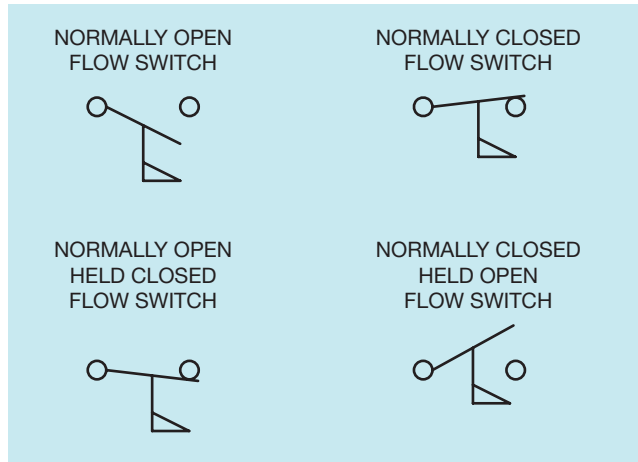 NORMALLY OPEN
FLOW SWITCH
NORMALLY CLOSED
FLOW SWITCH
NORMALLY OPEN
HELD CLOSED
FLOW SWITCH
NORMALLY CLOSED
HELD OPEN
FLOW SWITCH